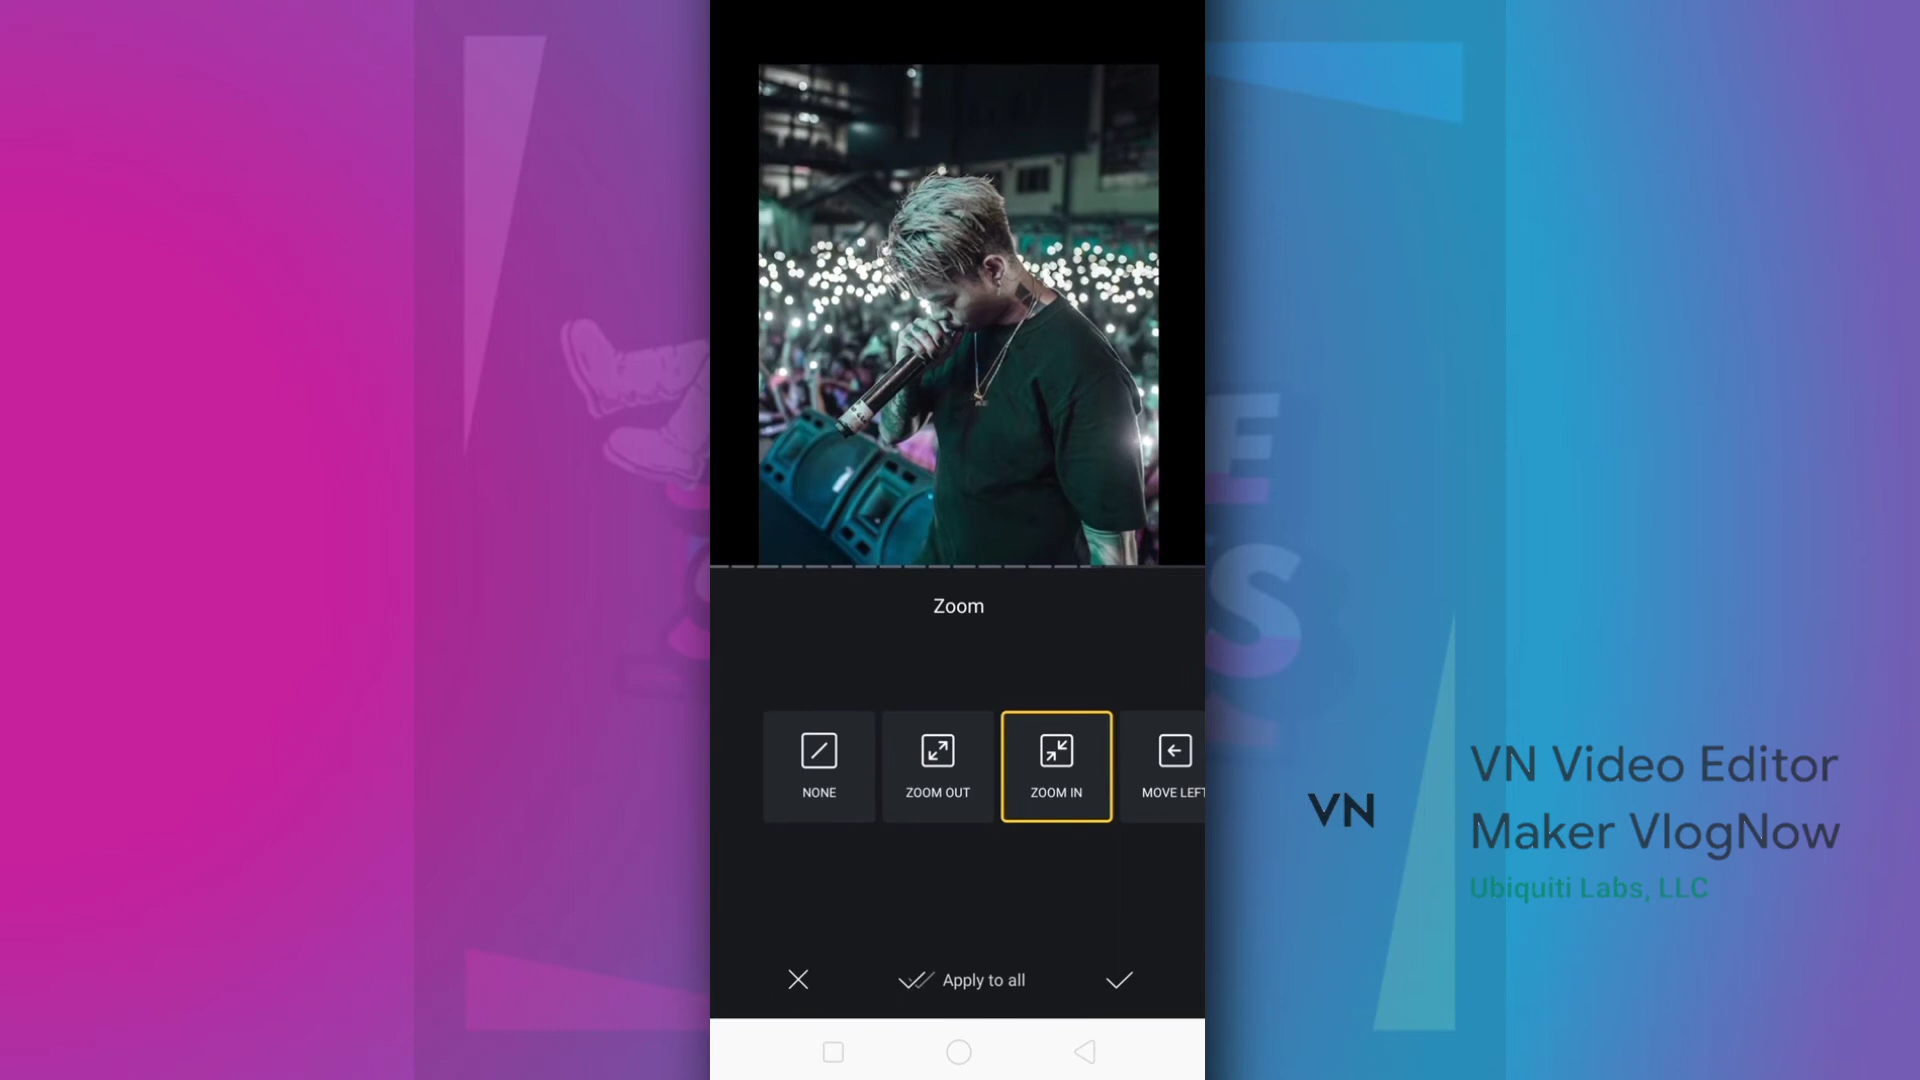 Zoom
NONE
ZOOM OUT
ZOOM IN
MOVE LEFT
Apply to all
VN
VN Video Editor
Maker VlogNow
Ubiquiti Labs, LLC
E
S